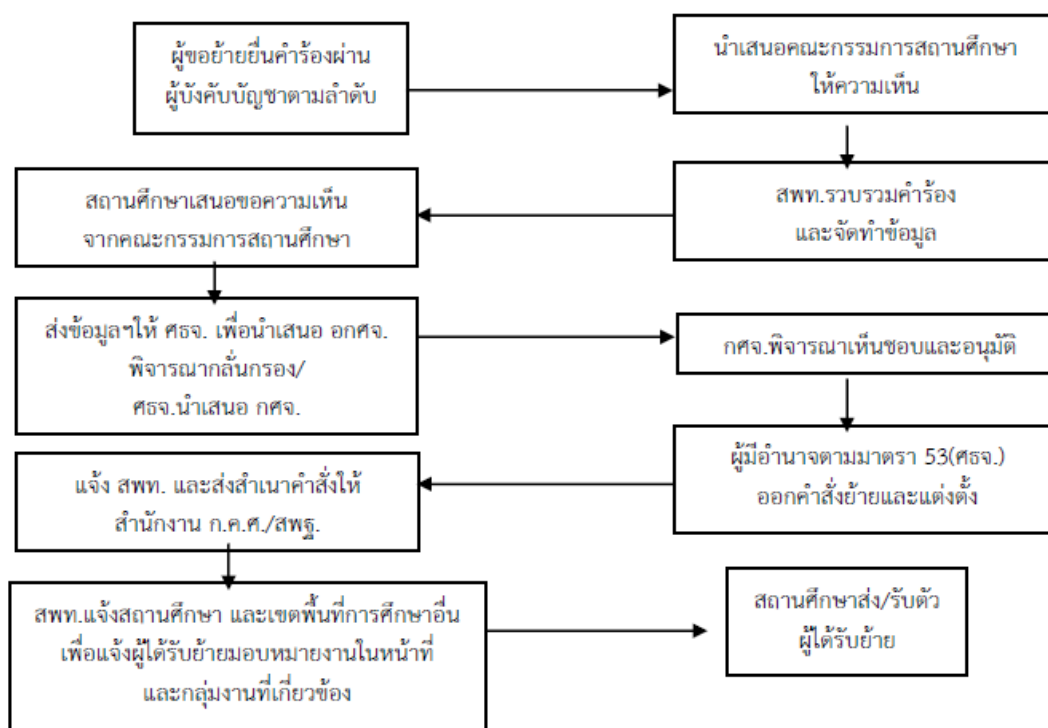 ผู้ขอย้ายยื่นคำร้องผ่าน
ผู้บังคับบัญชาตามลำดับ
นำเสนอคณะกรรมการสถานศึกษา
ให้ความเห็น
สพท.รวบรวมคำร้อง
และจัดทำข้อมูล
สถานศึกษาเสนอขอความเห็น
จากคณะกรรมการสถานศึกษา
ส่งข้อมูลฯให้ ศธจ. เพื่อนำเสนอ อกศจ.
พิจารณากลั่นกรอง/
ศธจ.นำเสนอ กศจ.
กศจ.พิจารณาเห็นชอบและอนุมัติ
ผู้มีอำนาจตามมาตรา 53(ศธจ.)
ออกคำสั่งย้ายและแต่งตั้ง
แจ้ง สพท. และส่งสำเนาคำสั่งให้
สำนักงาน ก.ค.ศ./สพฐ.
สพท.แจ้งสถานศึกษา และเขตพื้นที่การศึกษาอื่น
เพื่อแจ้งผู้ได้รับย้ายมอบหมายงานในหน้าที่
และกลุ่มงานที่เกี่ยวข้อง
สถานศึกษาส่ง/รับตัว
ผู้ได้รับย้าย